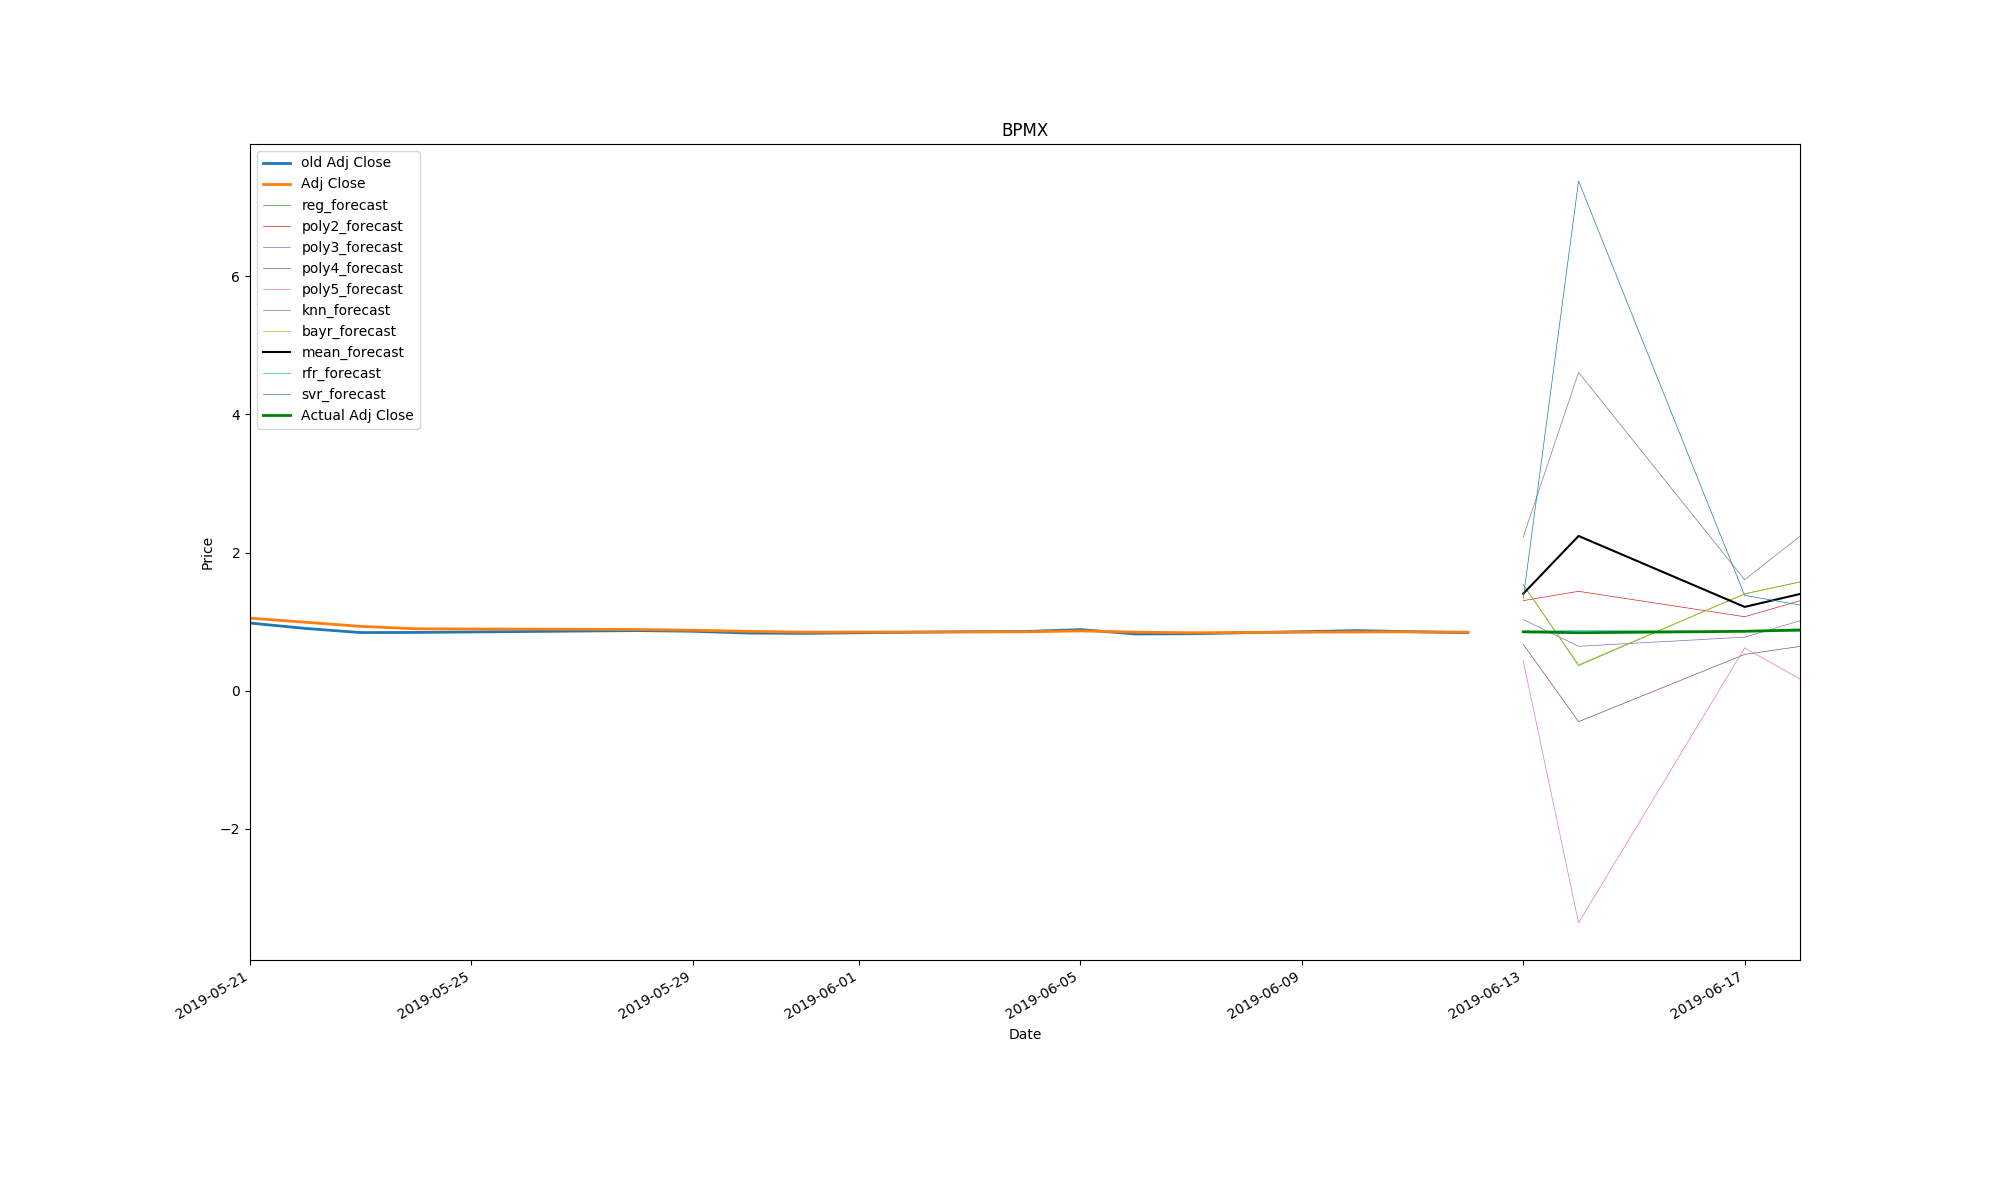 BPMX
old Adj Close
Adj Close
reg_forecast
poly2_forecast
poly3_forecast
poly4_forecast
poly5_forecast
knn_forecast
bayr_forecast
mean_forecast
rfr_forecast
svr_forecast
Actual Adj Close
6
4
2
0
−2
Price
2019-05-21
2019-05-25
2019-05-29
2019-06-01
2019-06-05
2019-06-09
2019-06-13
2019-06-17
Date